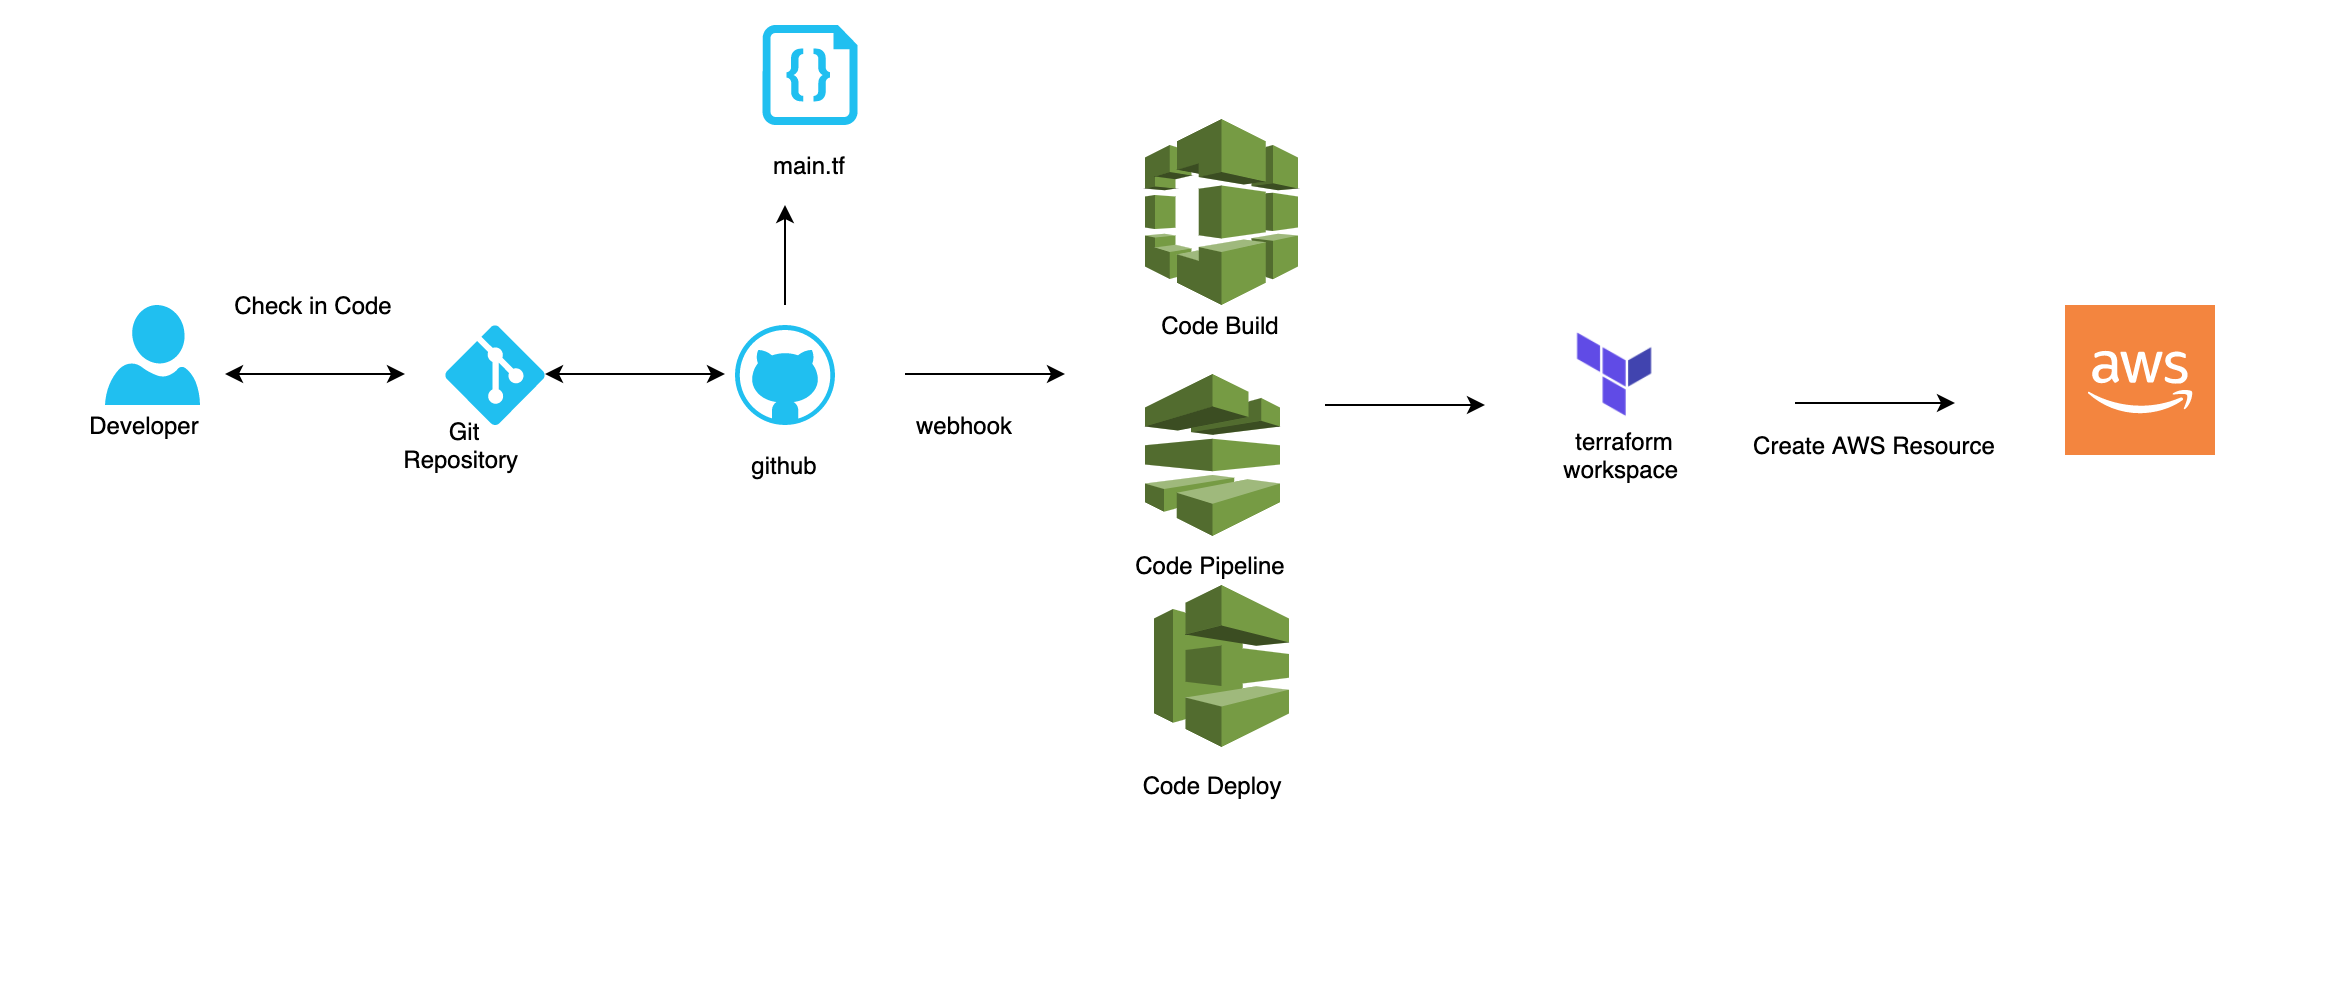 main.tf
Check in Code
Developer
Git
Repository
github
webhook
Code Build
Code Pipeline
Code Deploy
terraform
workspace
Create AWS Resource
aws